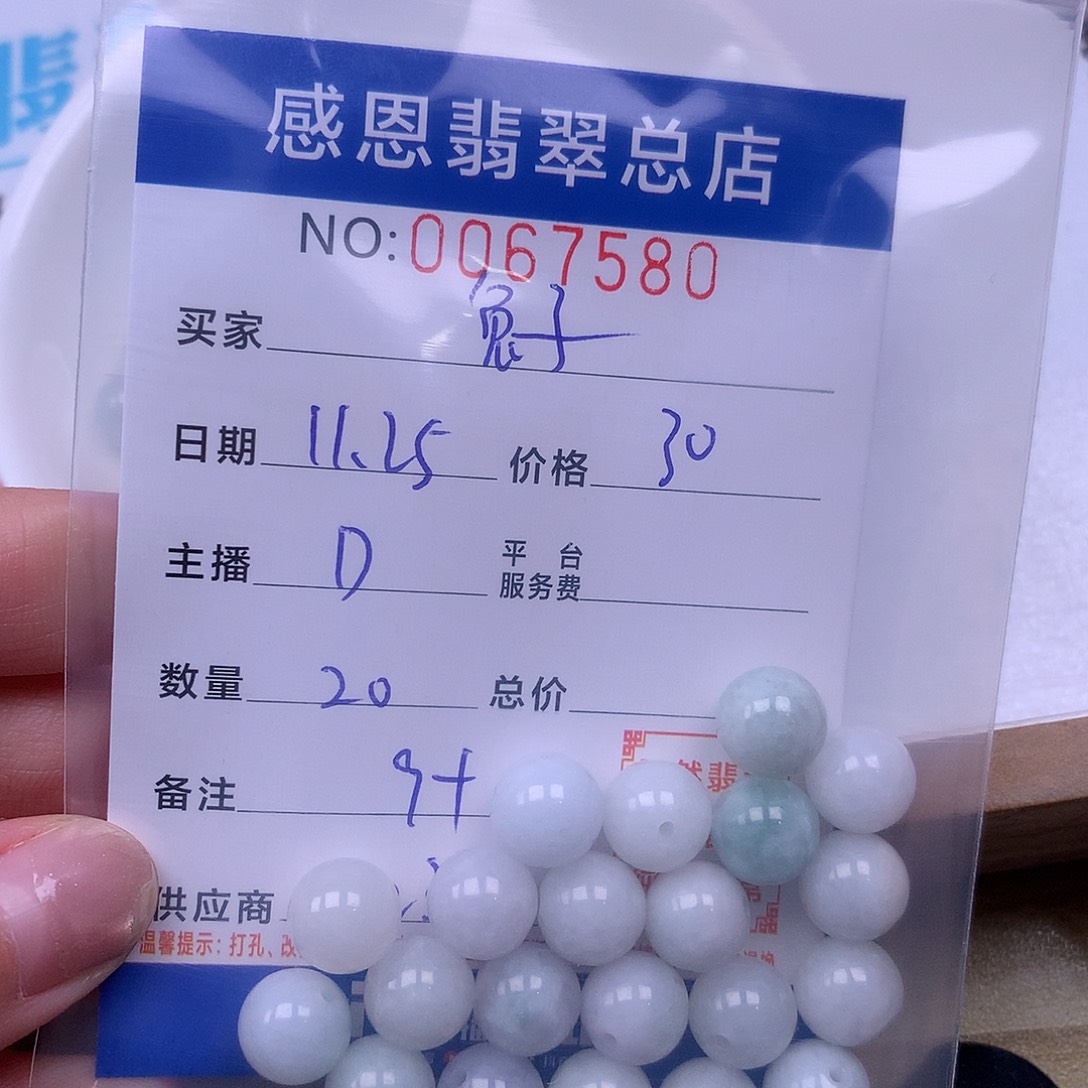 感恩翡翠总店
NO:0067580
买家 兔子
日期 11.25 价格 30
主播 D 平台服务费
数量 20 总价
备注 9+
供应商
温馨提示：打孔、改